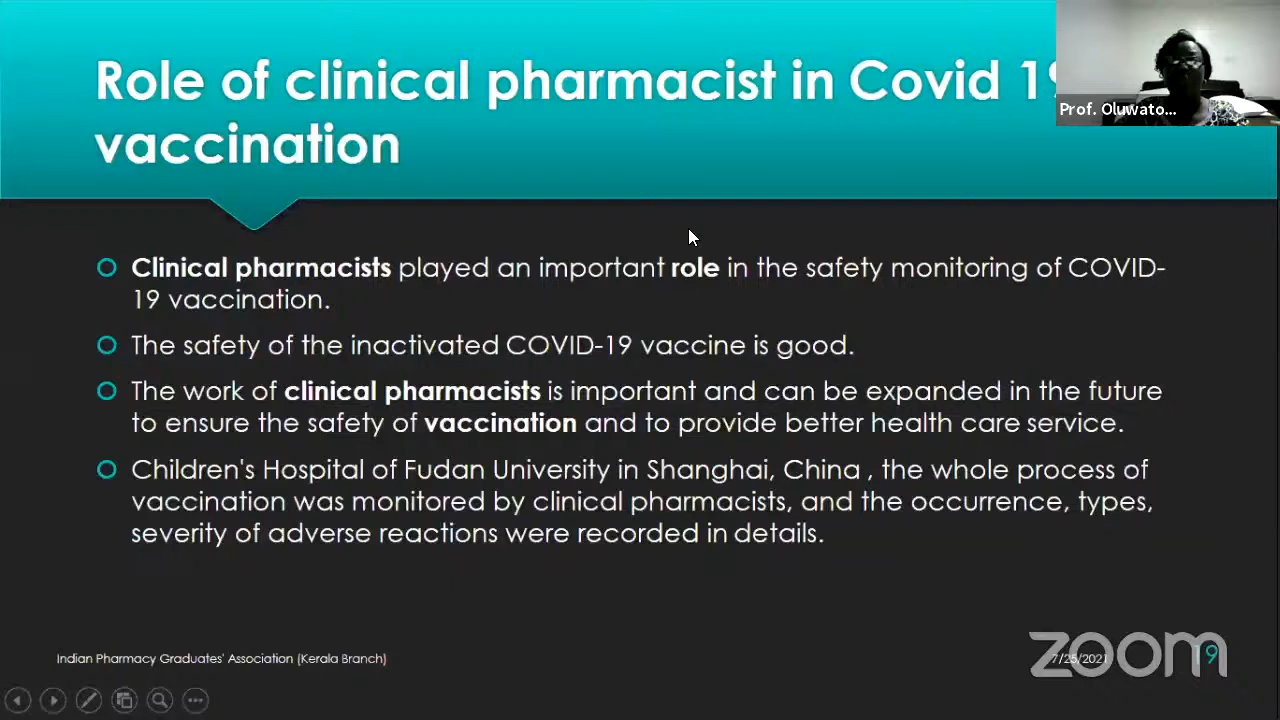 Role of clinical pharmacist in Covid 19
vaccination
Prof. Oluwato...
Clinical pharmacists played an important role in the safety monitoring of COVID-
19 vaccination.
The safety of the inactivated COVID-19 vaccine is good.
The work of clinical pharmacists is important and can be expanded in the future
to ensure the safety of vaccination and to provide better health care service.
Children's Hospital of Fudan University in Shanghai, China , the whole process of
vaccination was monitored by clinical pharmacists, and the occurrence, types,
severity of adverse reactions were recorded in details.
Indian Pharmacy Graduates' Association (Kerala Branch)
7/25/2021
19
zoom